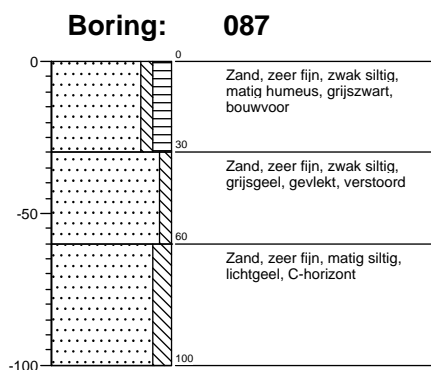 Boring: 087
0
0
Zand, zeer fijn, zwak siltig,
matig humeus, grijszwart,
bouwvoor
30
Zand, zeer fijn, zwak siltig,
grijsgeel, gevlekt, verstoord
-50
60
Zand, zeer fijn, matig siltig,
lichtgeel, C-horizont
-100
100